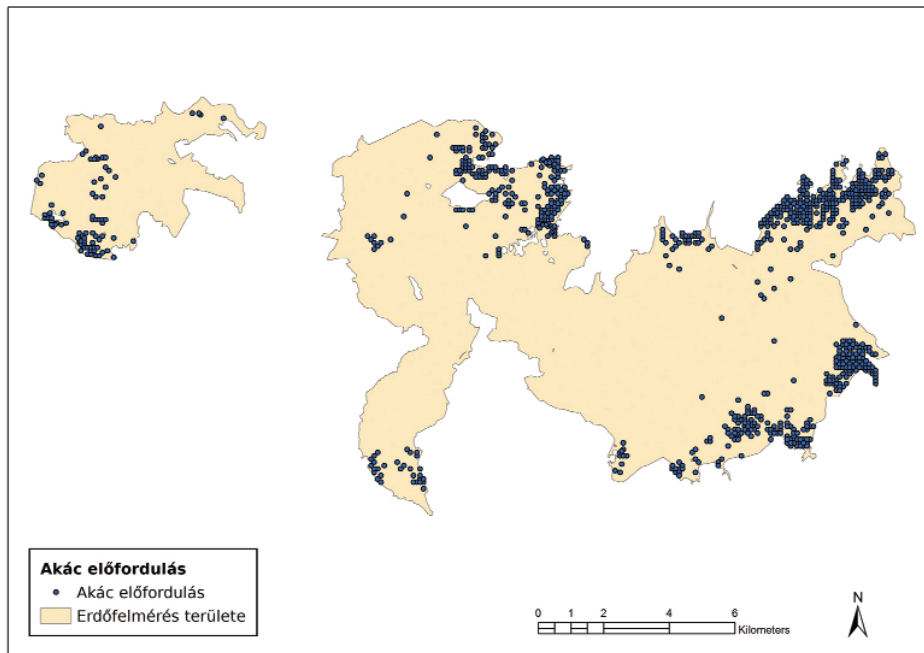 Akác előfordulás
Akác előfordulás
Erdőfelmérés területe
0 1 2 4 6
Kilometers
N